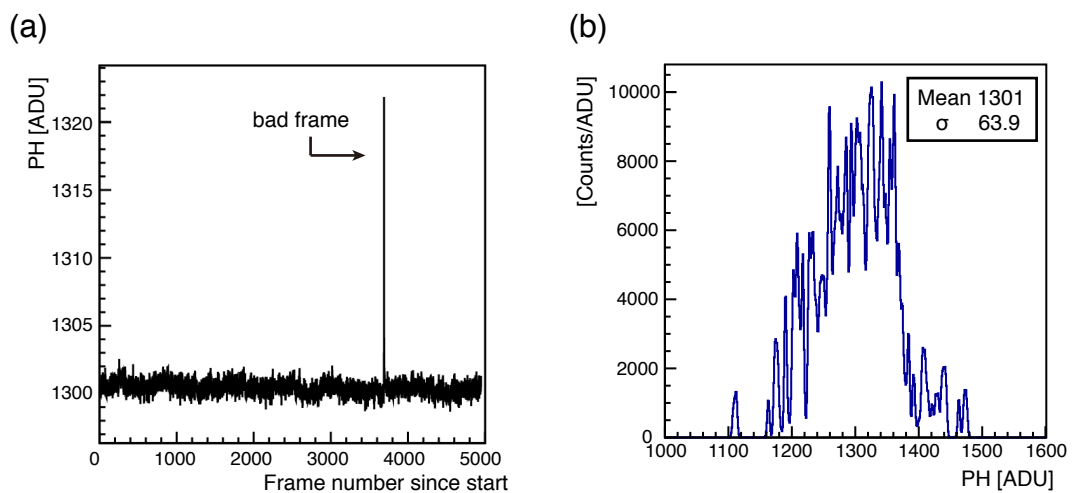 (a)
PH [ADU]
1320
1315
1310
1305
1300
bad frame
0 1000 2000 3000 4000 5000
Frame number since start
(b)
[Counts/ADU]
10000
8000
6000
4000
2000
0
Mean 1301
σ 63.9
1000 1100 1200 1300 1400 1500 1600
PH [ADU]